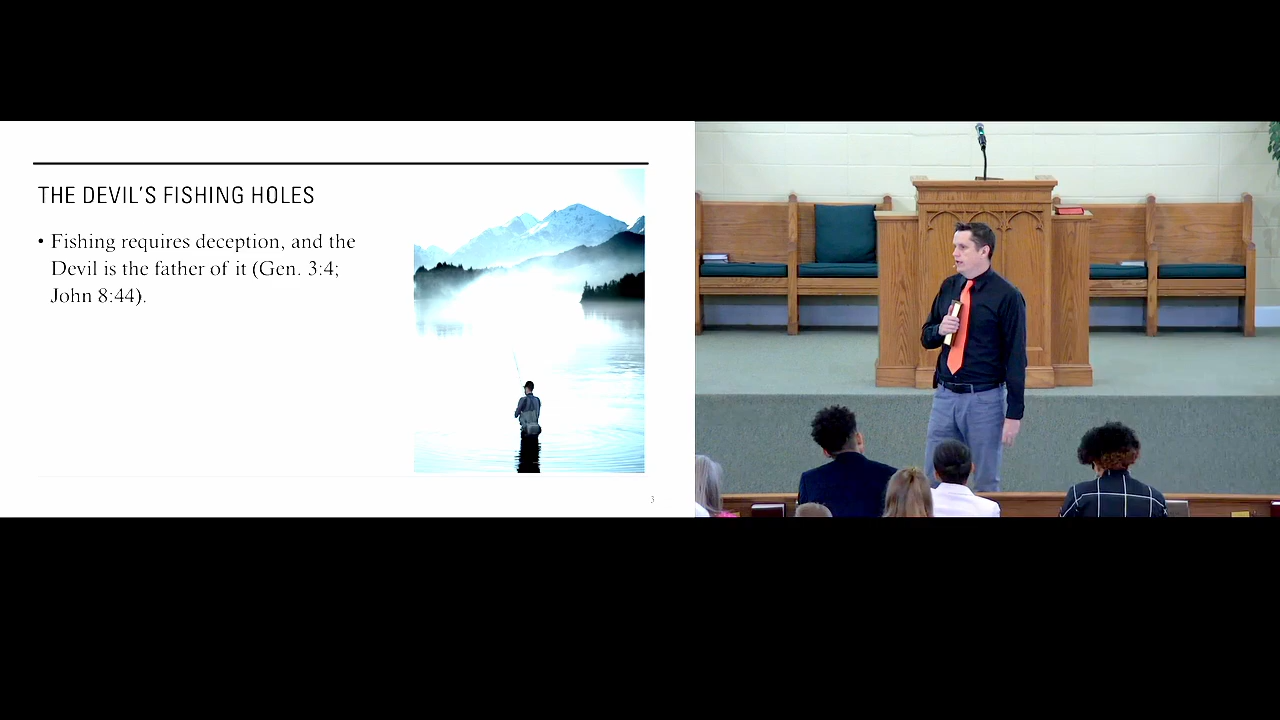 THE DEVIL'S FISHING HOLES
• Fishing requires deception, and the
Devil is the father of it (Gen. 3:4;
John 8:44).
3